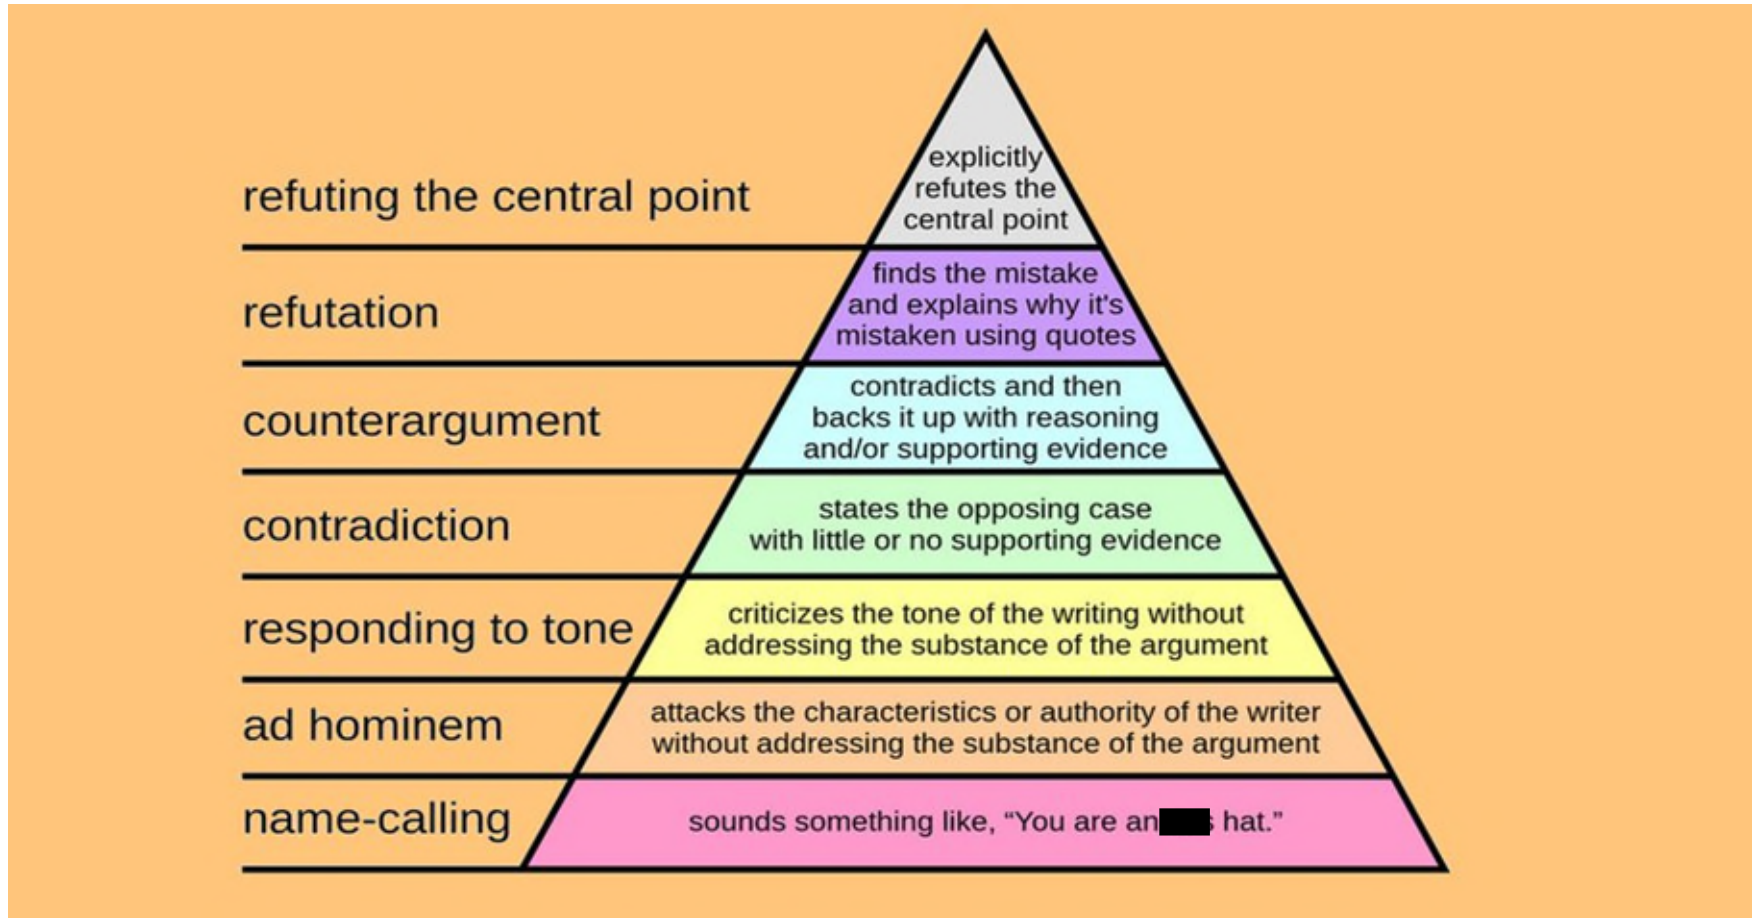 explicitly
refutes the
central point
refuting the central point
finds the mistake
and explains why it's
mistaken using quotes
refutation
contradicts and then
backs it up with reasoning
and/or supporting evidence
counterargument
states the opposing case
with little or no supporting evidence
contradiction
criticizes the tone of the writing without
addressing the substance of the argument
responding to tone
attacks the characteristics or authority of the writer
without addressing the substance of the argument
ad hominem
sounds something like, “You are an hat.”
name-calling